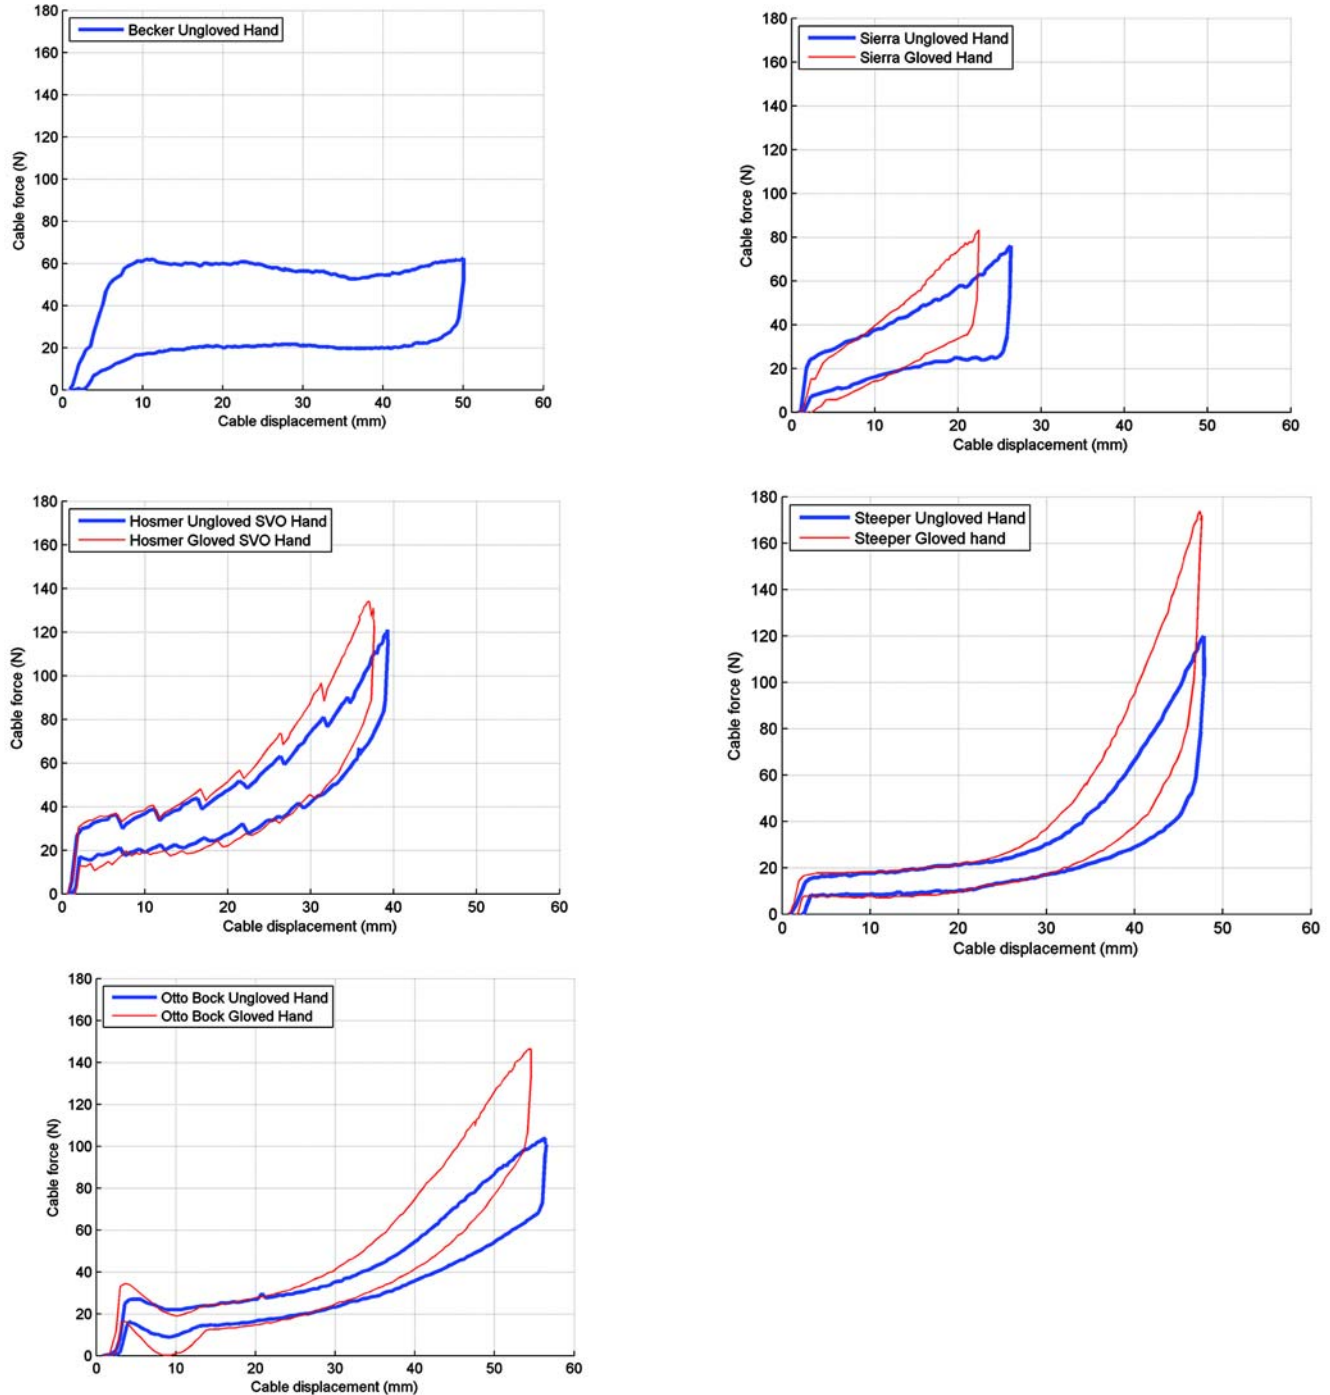 Becker Ungloved Hand
180
160
140
120
100
80
60
40
20
0
Cable force (N)
0 10 20 30 40 50 60
Cable displacement (mm)
Sierra Ungloved Hand
Sierra Gloved Hand
180
160
140
120
100
80
60
40
20
0
Cable force (N)
0 10 20 30 40 50 60
Cable displacement (mm)
Hosmer Ungloved SVO Hand
Hosmer Gloved SVO Hand
180
160
140
120
100
80
60
40
20
0
Cable force (N)
0 10 20 30 40 50 60
Cable displacement (mm)
Steeper Ungloved Hand
Steeper Gloved hand
180
160
140
120
100
80
60
40
20
0
Cable force (N)
0 10 20 30 40 50 60
Cable displacement (mm)
Otto Bock Ungloved Hand
Otto Bock Gloved Hand
180
160
140
120
100
80
60
40
20
0
Cable force (N)
0 10 20 30 40 50 60
Cable displacement (mm)